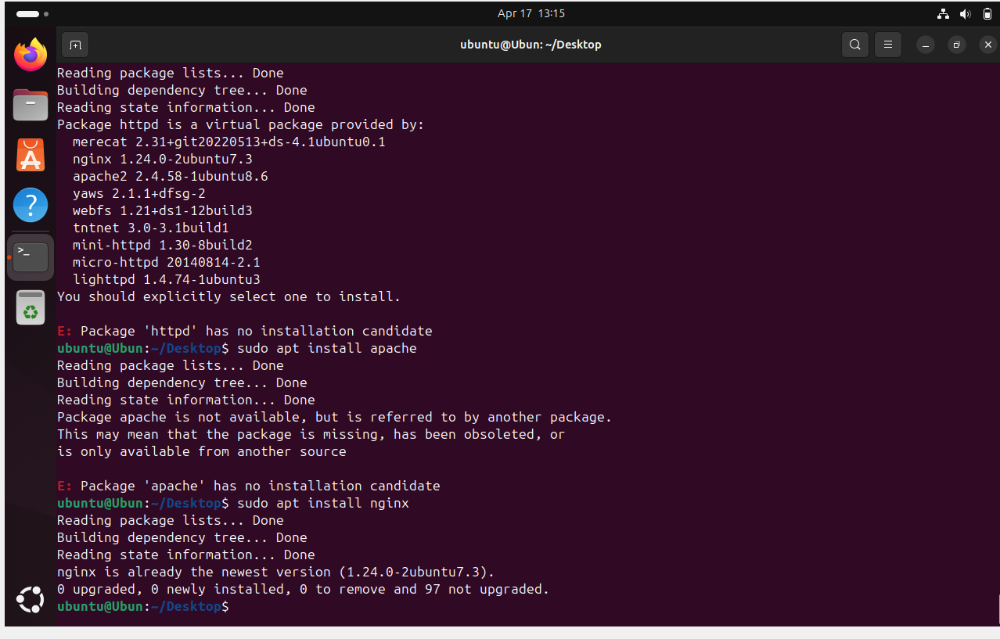 Apr 17 13:15
ubuntu@Ubun: ~/Desktop
Reading package lists... Done
Building dependency tree... Done
Reading state information... Done
Package httpd is a virtual package provided by:
  merecat 2.31+git20220513+ds-4.1ubuntu0.1
  nginx 1.24.0-2ubuntu7.3
  apache2 2.4.58-1ubuntu8.6
  yaws 2.1.1+dfsg-2
  webfs 1.21+ds1-12build3
  tntnet 3.0-3.1build1
  mini-httpd 1.30-8build2
  micro-httpd 20140814-2.1
  lighttpd 1.4.74-1ubuntu3
You should explicitly select one to install.

E: Package 'httpd' has no installation candidate
ubuntu@Ubun:~/Desktop$ sudo apt install apache
Reading package lists... Done
Building dependency tree... Done
Reading state information... Done
Package apache is not available, but is referred to by another package.
This may mean that the package is missing, has been obsoleted, or
is only available from another source

E: Package 'apache' has no installation candidate
ubuntu@Ubun:~/Desktop$ sudo apt install nginx
Reading package lists... Done
Building dependency tree... Done
Reading state information... Done
nginx is already the newest version (1.24.0-2ubuntu7.3).
0 upgraded, 0 newly installed, 0 to remove and 97 not upgraded.
ubuntu@Ubun:~/Desktop$